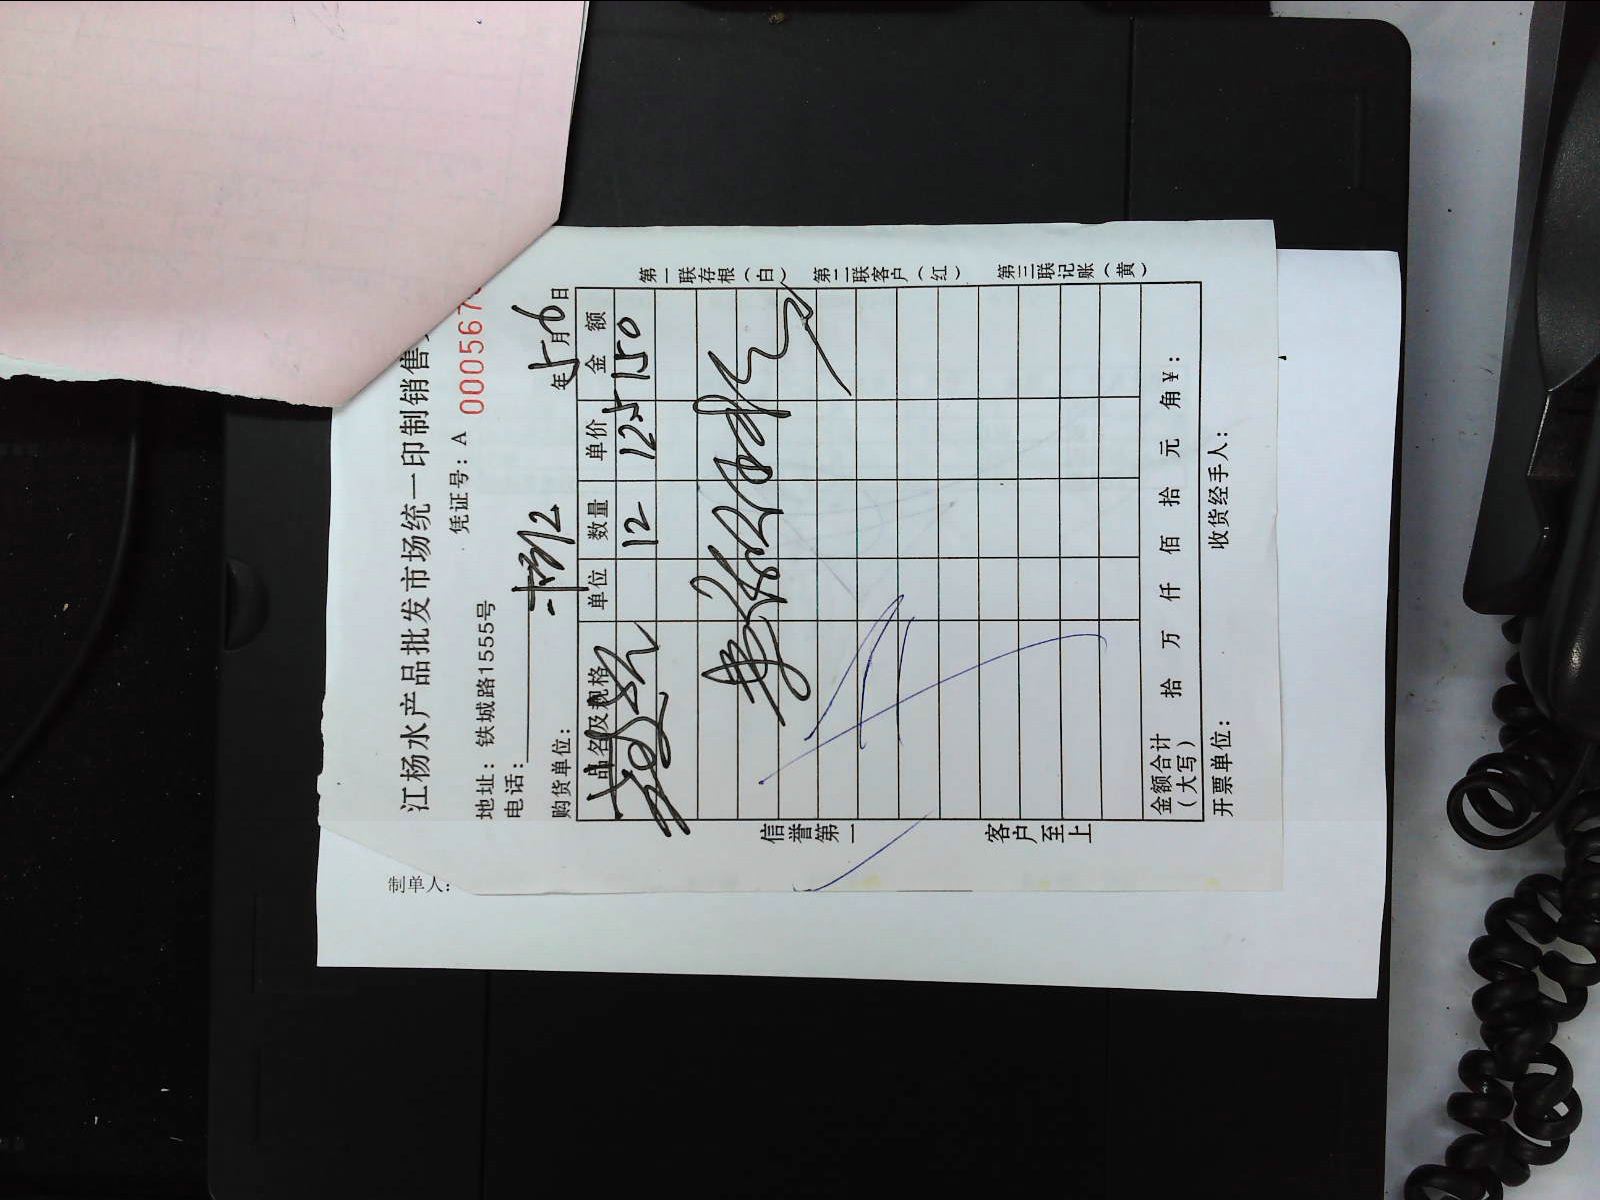 江杨水产品批发市场统一印制销售
凭证号：A 000567
地址：铁城路1555号
电话：
购货单位： 年5月6日
品名及规格 单位 数量 单价 金额
12 12.5 150
第一联存根（白） 第二联客户（红） 第三联记账（黄）
信誉第一 客户至上
金额合计（大写） 拾 万 仟 佰 拾 元 角 ¥：
开票单位： 收货经手人：
制单人：